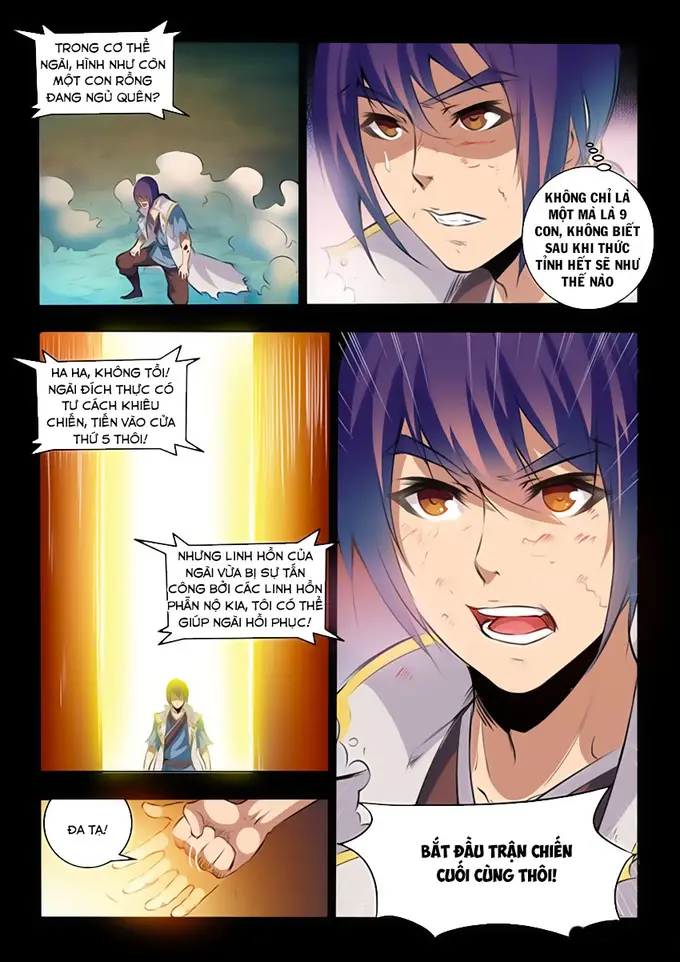 TRONG CƠ THỂ
NGÀI, HÌNH NHƯ CÒN
MỘT CON RỒNG
ĐANG NGỦ QUÊN?
KHÔNG CHỈ LÀ
MỘT MÀ LÀ 9
CON, KHÔNG BIẾT
SAU KHI THỨC
TỈNH HẾT SẼ NHƯ
THẾ NÀO
HA HA, KHÔNG TỒI!
NGÀI ĐÍCH THỰC CÓ
TƯ CÁCH KHIÊU
CHIẾN, TIẾN VÀO CỬA
THỨ 5 THÔI!
NHƯNG LINH HỒN CỦA
NGÀI VỪA BỊ SỰ TẤN
CÔNG BỞI CÁC LINH HỒN
PHẪN NỘ KIA, TÔI CÓ THỂ
GIÚP NGÀI HỒI PHỤC!
ĐA TẠ!
BẮT ĐẦU TRẬN CHIẾN
CUỐI CÙNG THÔI!